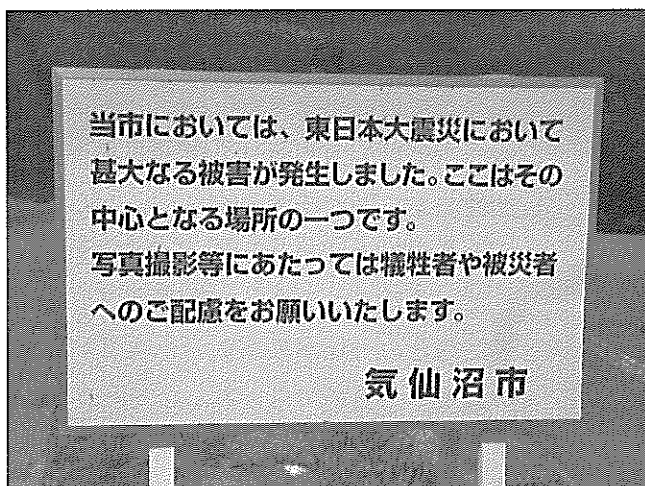 当市においては、東日本大震災において
甚大なる被害が発生しました。ここはその
中心となる場所の一つです。
写真撮影等にあたっては犠牲者や被災者
へのご配慮をお願いいたします。
気仙沼市